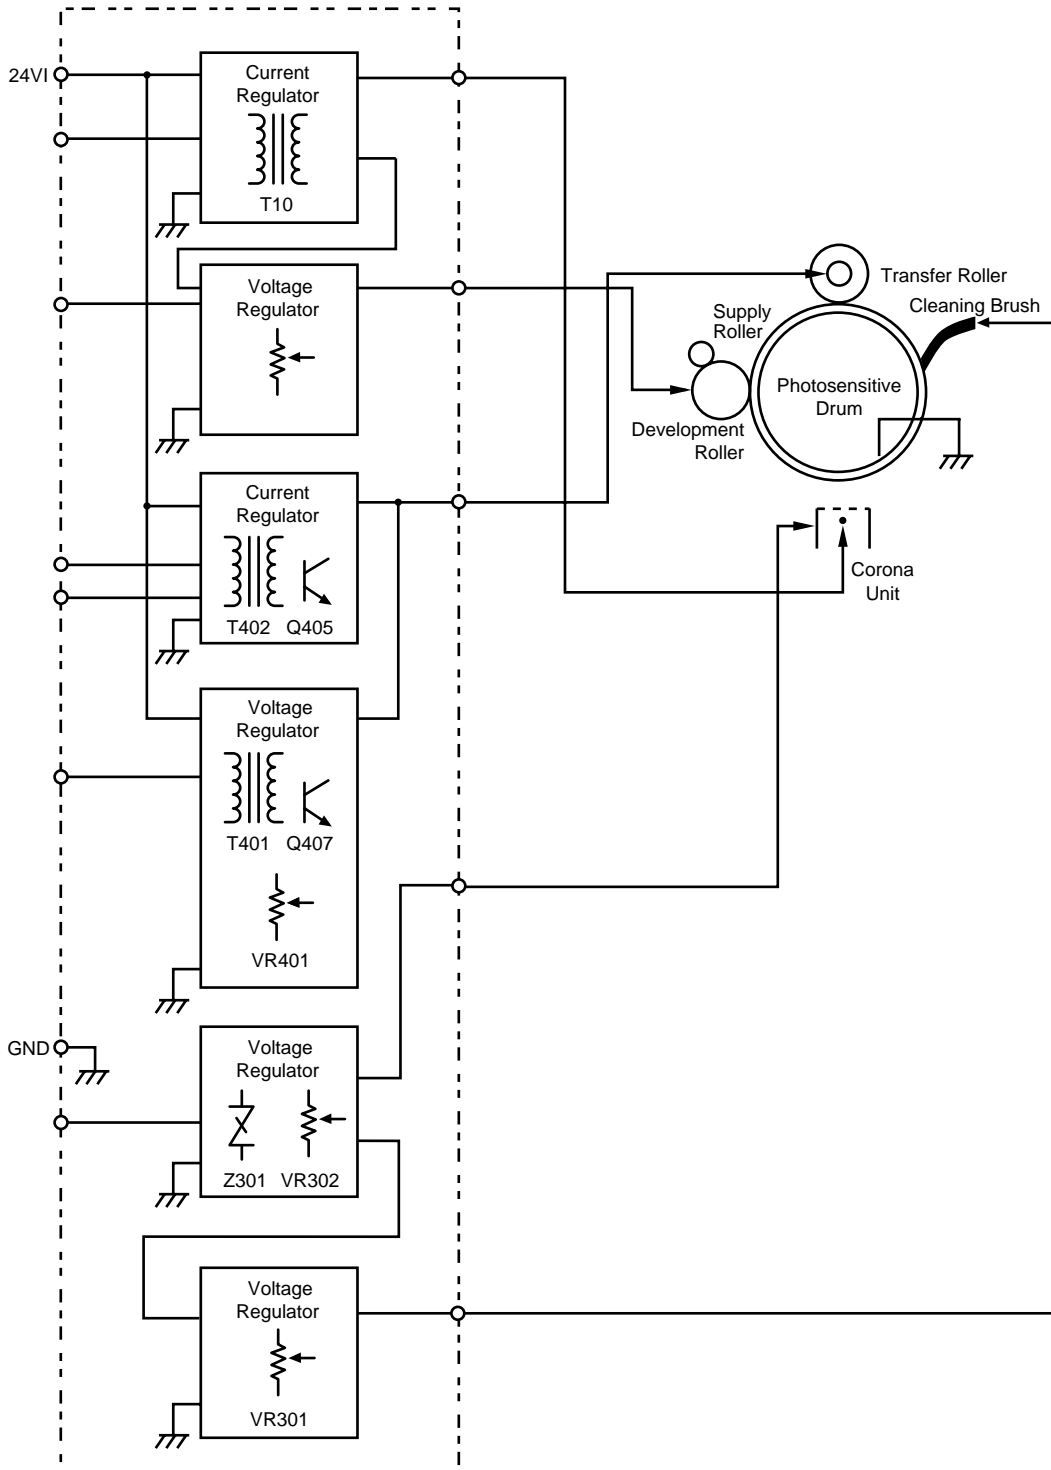 24VI
Current
Regulator
T10
Voltage
Regulator
Transfer Roller
Cleaning Brush
Supply
Roller
Photosensitive
Drum
Development
Roller
Current
Regulator
T402 Q405
Corona
Unit
Voltage
Regulator
T401 Q407
VR401
GND
Voltage
Regulator
Z301 VR302
Voltage
Regulator
VR301